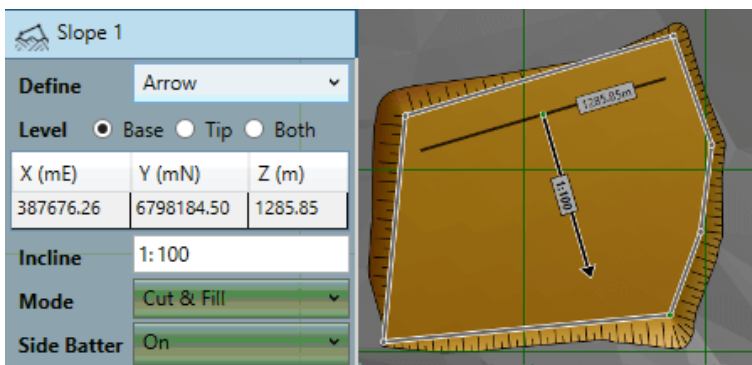 Slope 1
Define Arrow
Level Base Tip Both
X (mE) Y (mN) Z (m)
387676.26 6798184.50 1285.85
Incline 1:100
Mode Cut & Fill
Side Batter On
1285.85m
1:100